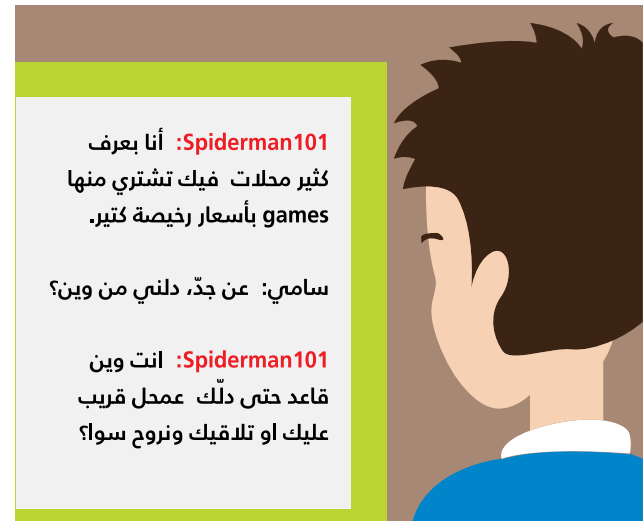 Spiderman101: أنا بعرف
كثير محلات فيك تشتري منها
games بأسعار رخيصة كتير.
سامي: عن جدّ، دلني من وين؟
Spiderman101: انت وين
قاعد حتى دلّك عمحل قريب
عليك او تلاقيك ونروح سوا؟